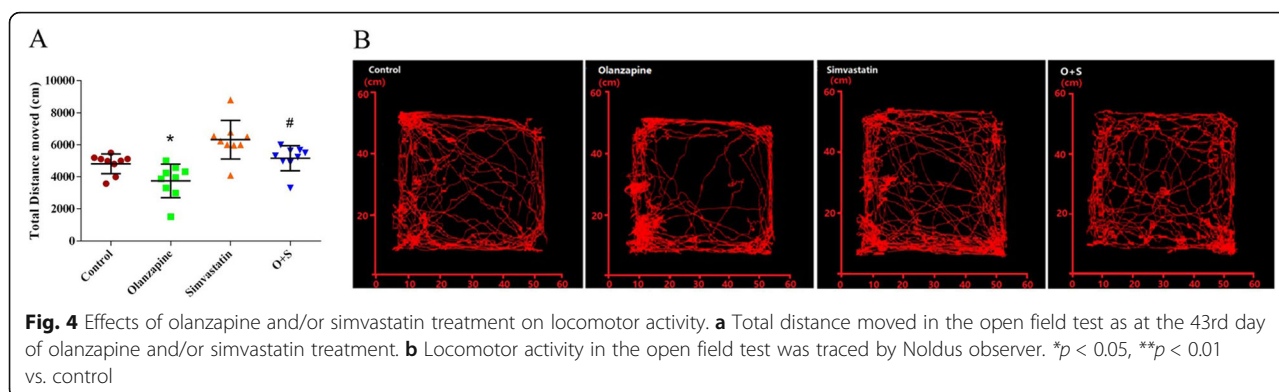 A
B
Total Distance moved (cm)
10000
8000
6000
4000
2000
0
*
#
Control
Olanzapine
Simvastatin
O+S
Control
(cm)
60
40
20
0 10 20 30 40 50 60
Olanzapine
(cm)
60
40
20
0 10 20 30 40 50 60
Simvastatin
(cm)
60
40
20
0 10 20 30 40 50 60
O+S
(cm)
60
40
20
0 10 20 30 40 50 60
Fig. 4 Effects of olanzapine and/or simvastatin treatment on locomotor activity. a Total distance moved in the open field test as at the 43rd day
of olanzapine and/or simvastatin treatment. b Locomotor activity in the open field test was traced by Noldus observer. *p < 0.05, **p < 0.01
vs. control